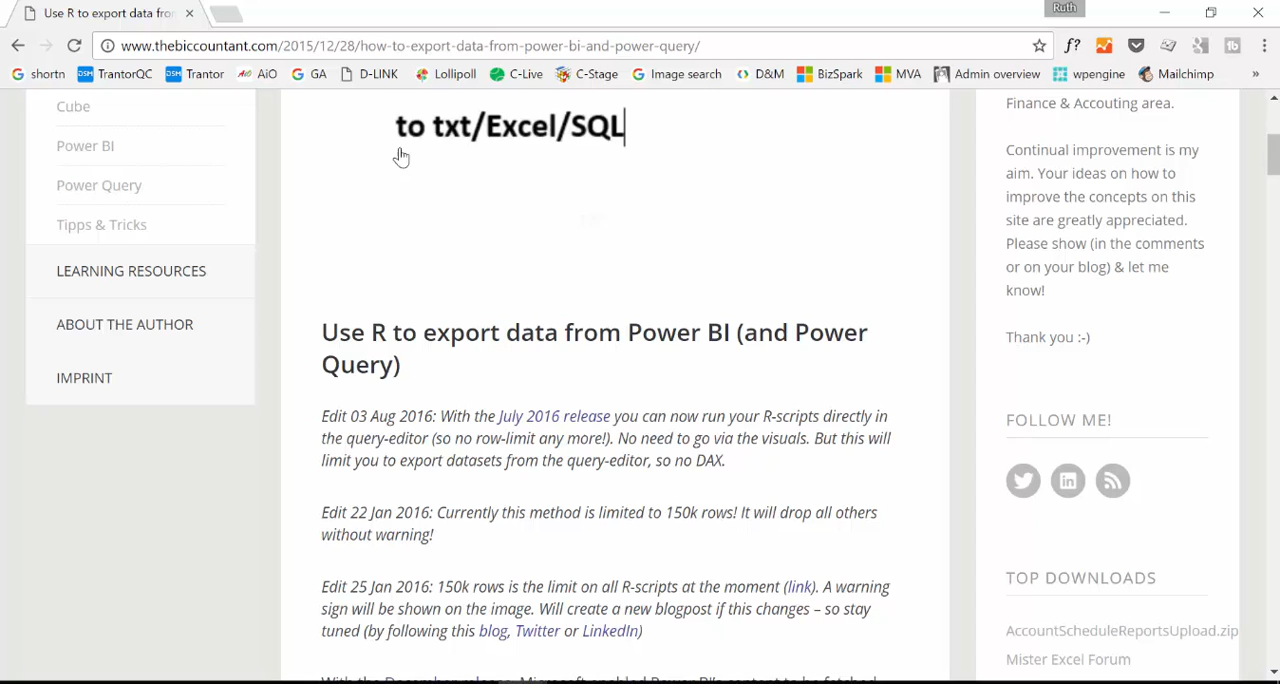 Use R to export data from
Ruth
www.thebiccountant.com/2015/12/28/how-to-export-data-from-power-bi-and-power-query/
f?
shortn
DSM TrantorQC
DSM Trantor
AiO
GA
D-LINK
Lollipoll
C-Live
C-Stage
Image search
D&M
BizSpark
MVA
Admin overview
wpengine
Mailchimp
»
Cube
Power BI
Power Query
Tipps & Tricks
LEARNING RESOURCES
ABOUT THE AUTHOR
IMPRINT
to txt/Excel/SQL
Use R to export data from Power BI (and Power
Query)
Edit 03 Aug 2016: With the July 2016 release you can now run your R-scripts directly in
the query-editor (so no row-limit any more!). No need to go via the visuals. But this will
limit you to export datasets from the query-editor, so no DAX.
Edit 22 Jan 2016: Currently this method is limited to 150k rows! It will drop all others
without warning!
Edit 25 Jan 2016: 150k rows is the limit on all R-scripts at the moment (link). A warning
sign will be shown on the image. Will create a new blogpost if this changes – so stay
tuned (by following this blog, Twitter or LinkedIn)
Finance & Accouting area.
Continual improvement is my
aim. Your ideas on how to
improve the concepts on this
site are greatly appreciated.
Please show (in the comments
or on your blog) & let me
know!
Thank you :-)
FOLLOW ME!
TOP DOWNLOADS
AccountScheduleReportsUpload.zip
Mister Excel Forum